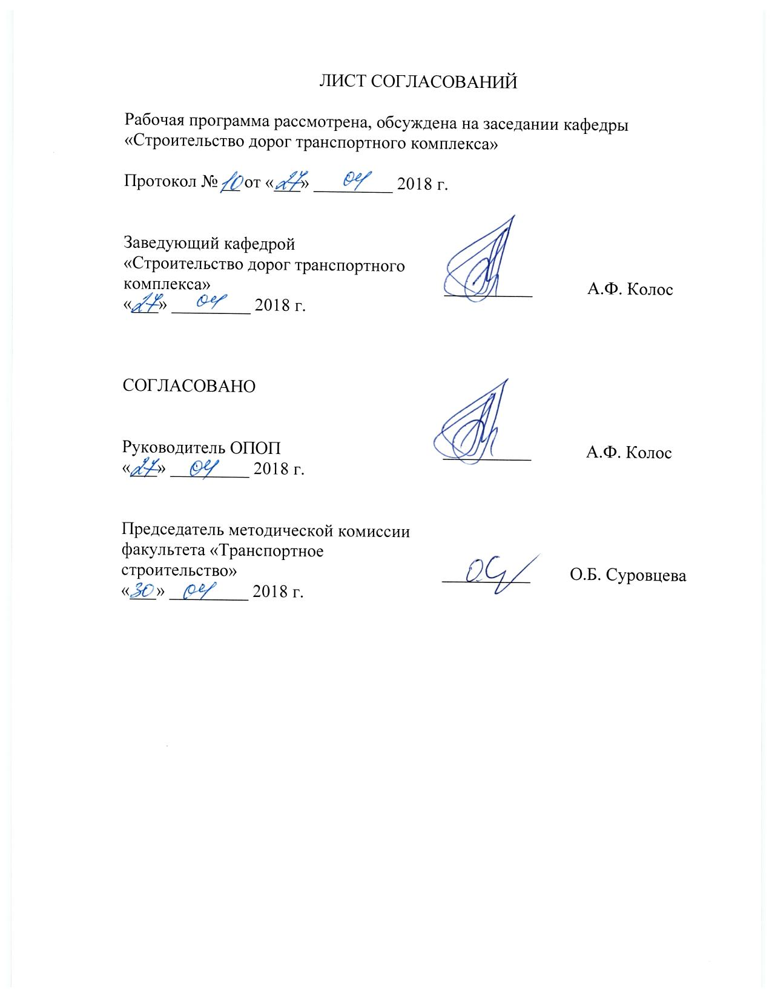 ЛИСТ СОГЛАСОВАНИЙ
Рабочая программа рассмотрена, обсуждена на заседании кафедры
«Строительство дорог транспортного комплекса»
Протокол № 10 от «27» 04 2018 г.
Заведующий кафедрой
«Строительство дорог транспортного
комплекса» А.Ф. Колос
«27» 04 2018 г.
СОГЛАСОВАНО
Руководитель ОПОП А.Ф. Колос
«27» 04 2018 г.
Председатель методической комиссии
факультета «Транспортное
строительство» О.Б. Суровцева
«30» 04 2018 г.